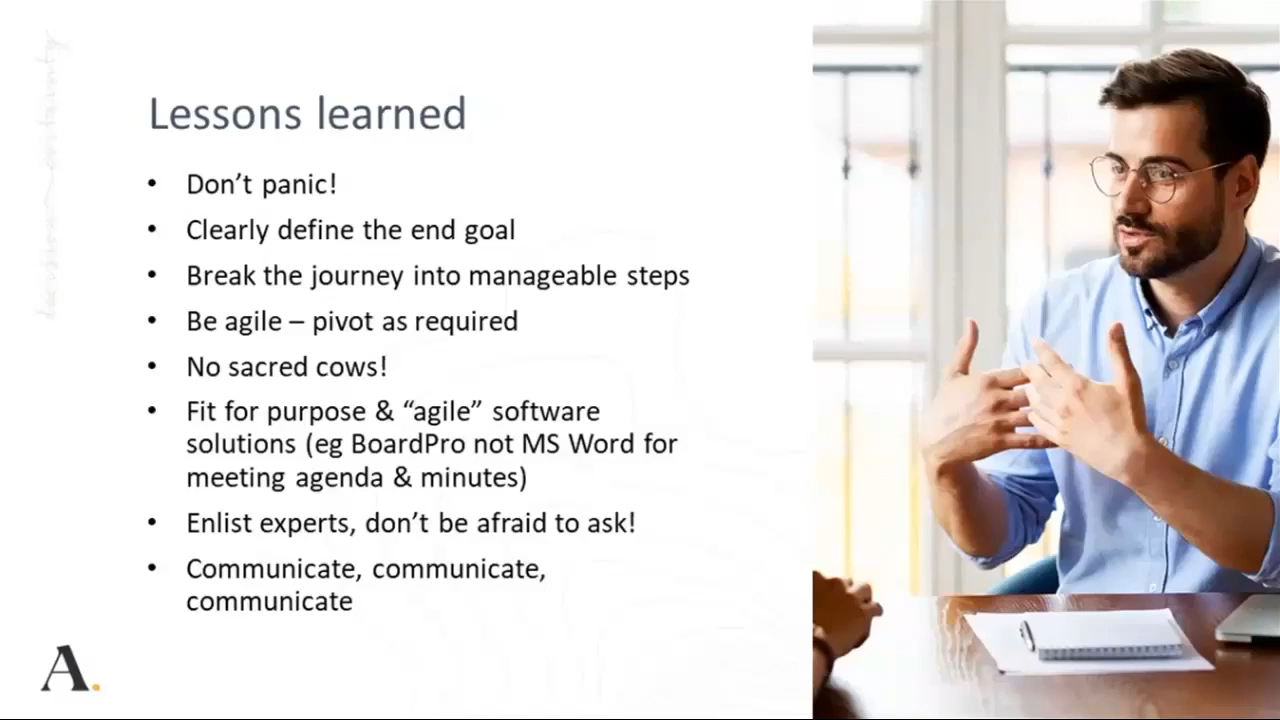 Lessons learned
• Don’t panic!
• Clearly define the end goal
• Break the journey into manageable steps
• Be agile – pivot as required
• No sacred cows!
• Fit for purpose & “agile” software
solutions (eg BoardPro not MS Word for
meeting agenda & minutes)
• Enlist experts, don’t be afraid to ask!
• Communicate, communicate,
communicate
A.